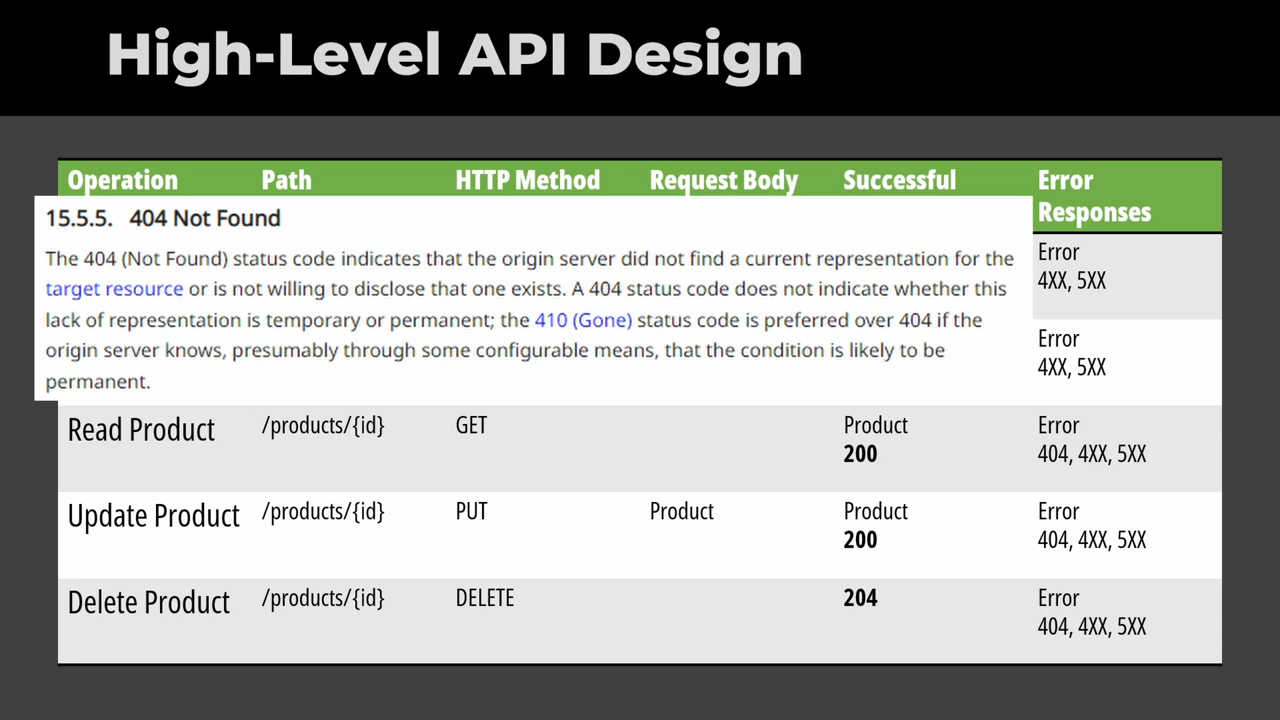 High-Level API Design
Operation Path HTTP Method Request Body Successful Error Responses
15.5.5. 404 Not Found
The 404 (Not Found) status code indicates that the origin server did not find a current representation for the
target resource or is not willing to disclose that one exists. A 404 status code does not indicate whether this
lack of representation is temporary or permanent; the 410 (Gone) status code is preferred over 404 if the
origin server knows, presumably through some configurable means, that the condition is likely to be
permanent.
Error
4XX, 5XX
Error
4XX, 5XX
Read Product /products/{id} GET Product Error
200 404, 4XX, 5XX
Update Product /products/{id} PUT Product Product Error
200 404, 4XX, 5XX
Delete Product /products/{id} DELETE 204 Error
404, 4XX, 5XX